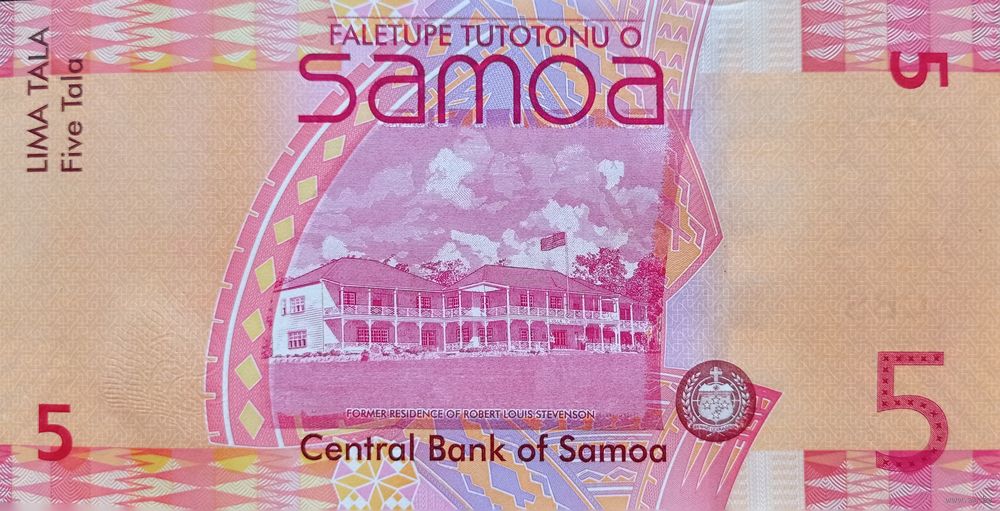 FALETUPE TUTOTONU O
SAMOA
LIMA TALA
Five Tala
5
FORMER RESIDENCE OF ROBERT LOUIS STEVENSON
Central Bank of Samoa
5
5